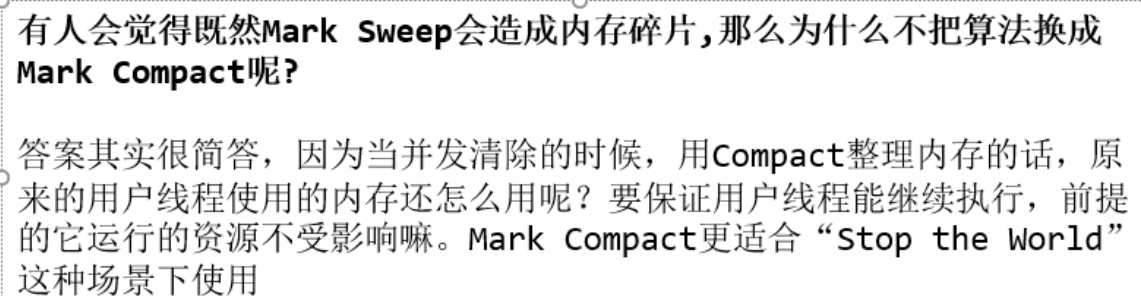 有人会觉得既然Mark Sweep会造成内存碎片,那么为什么不把算法换成
Mark Compact呢?
答案其实很简答，因为当并发清除的时候，用Compact整理内存的话，原
来的用户线程使用的内存还怎么用呢？要保证用户线程能继续执行，前提
的它运行的资源不受影响嘛。Mark Compact更适合“Stop the World”
这种场景下使用